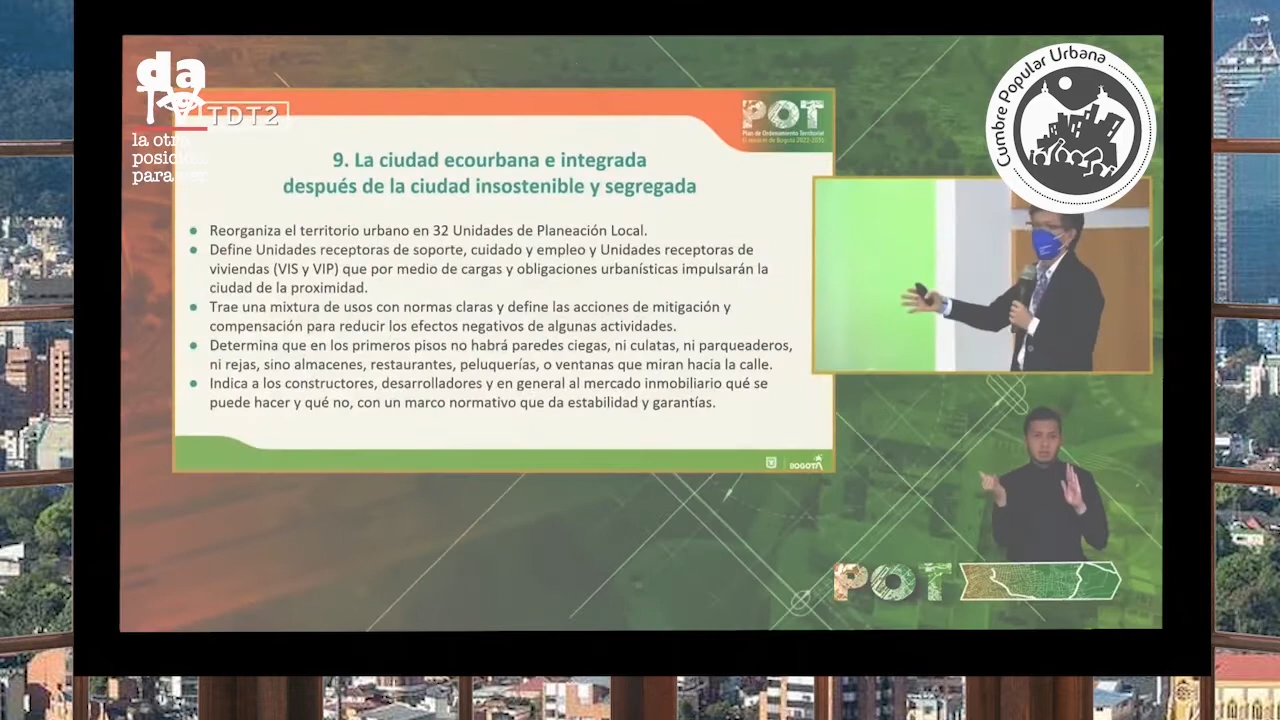 da
tv
TDT2
la otra
posición
para ver
Cumbre Popular Urbana
POT
Plan de Ordenamiento Territorial
El renacer de Bogotá 2022-2035
9. La ciudad ecourbana e integrada
después de la ciudad insostenible y segregada
Reorganiza el territorio urbano en 32 Unidades de Planeación Local.
Define Unidades receptoras de soporte, cuidado y empleo y Unidades receptoras de
viviendas (VIS y VIP) que por medio de cargas y obligaciones urbanísticas impulsarán la
ciudad de la proximidad.
Trae una mixtura de usos con normas claras y define las acciones de mitigación y
compensación para reducir los efectos negativos de algunas actividades.
Determina que en los primeros pisos no habrá paredes ciegas, ni culatas, ni parqueaderos,
ni rejas, sino almacenes, restaurantes, peluquerías, o ventanas que miran hacia la calle.
Indica a los constructores, desarrolladores y en general al mercado inmobiliario qué se
puede hacer y qué no, con un marco normativo que da estabilidad y garantías.
BOGOTÁ
POT